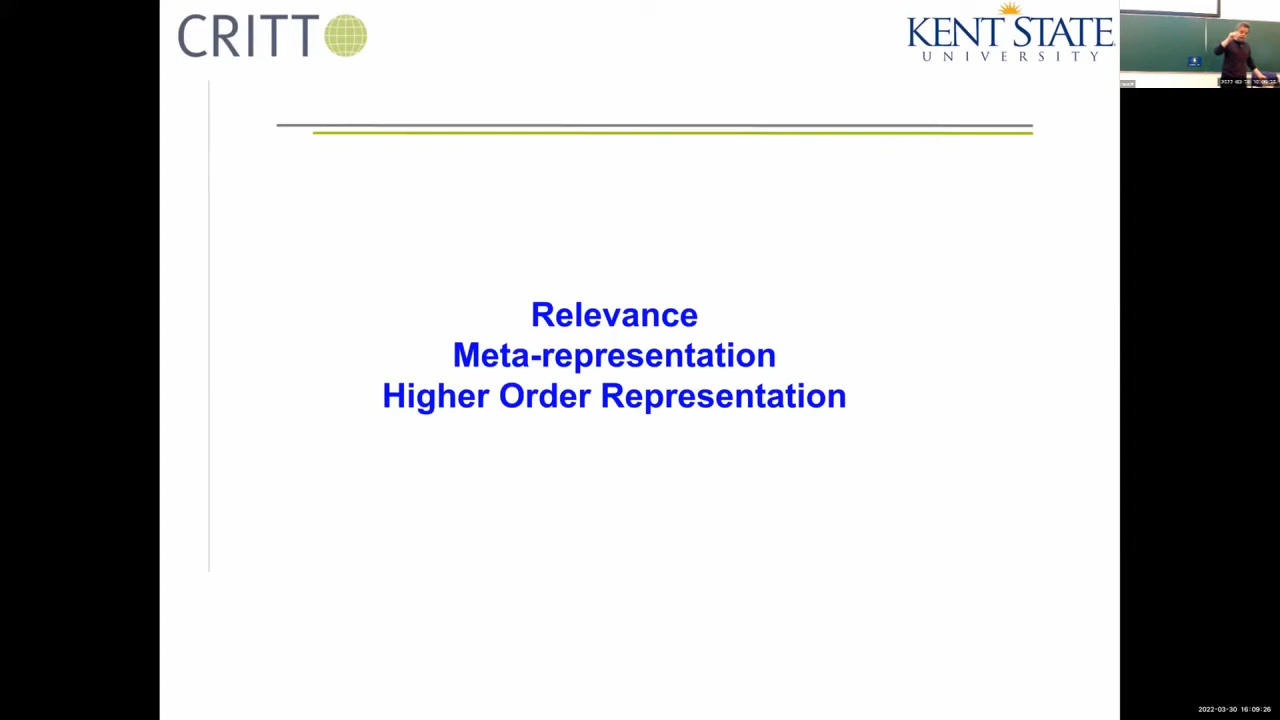 CRITT
KENT STATE
UNIVERSITY
Relevance
Meta-representation
Higher Order Representation
2022-03-30 16:09:26